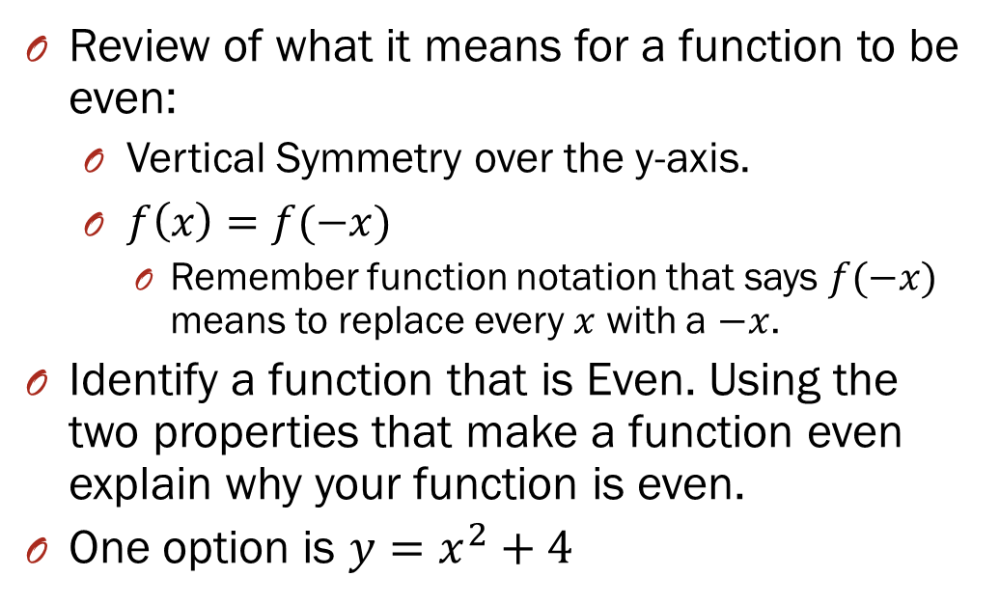 Review of what it means for a function to be
even:
Vertical Symmetry over the y-axis.
f(x) = f(−x)
Remember function notation that says f(−x)
means to replace every x with a −x.
Identify a function that is Even. Using the
two properties that make a function even
explain why your function is even.
One option is y = x² + 4